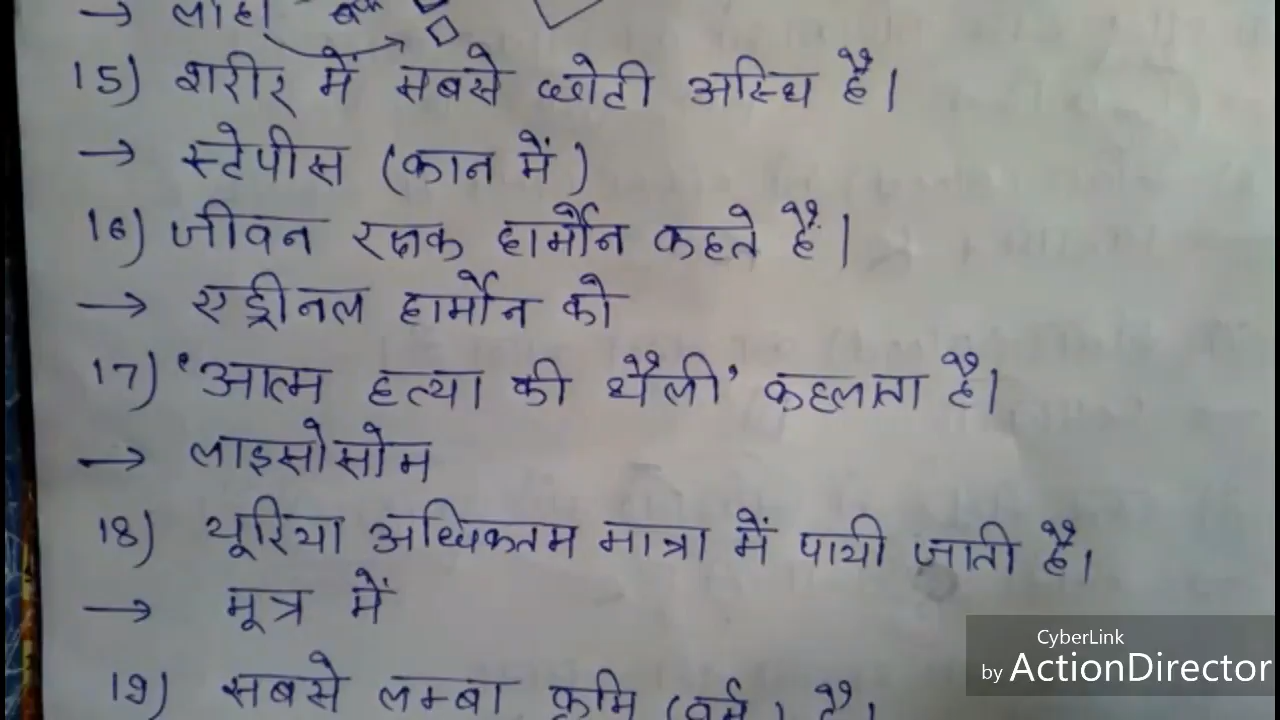 → लोहा
15) शरीर में सबसे छोटी अस्थि है।
→ स्टेपीस (कान में)
16) जीवन रक्षक हार्मोन कहते हैं।
→ एड्रीनल हार्मोन को
17) 'आत्म हत्या की थैली' कहलाता है।
→ लाइसोसोम
18) यूरिया अधिकतम मात्रा में पायी जाती है।
→ मूत्र में
19) सबसे लम्बा कृमि (वर्म) है।
CyberLink
by ActionDirector